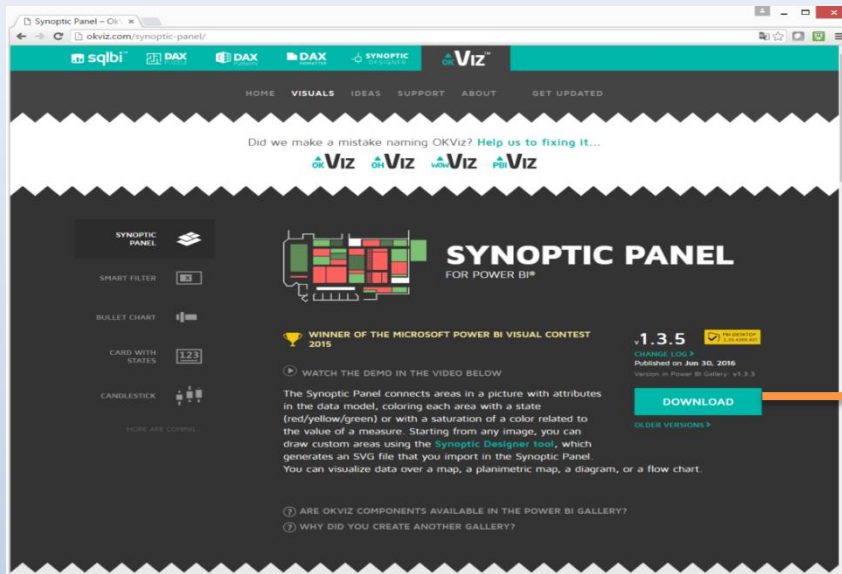 Synoptic Panel – Ok
okviz.com/synoptic-panel/
sqlbi DAX PUZZLE DAX Patterns DAX FORMATTER SYNOPTIC DESIGNER OKVIZ™
HOME VISUALS IDEAS SUPPORT ABOUT GET UPDATED
Did we make a mistake naming OKViz? Help us to fixing it...
OKVIZ OHVIZ WOWVIZ PBIVIZ
SYNOPTIC
PANEL
SMART FILTER
BULLET CHART
CARD WITH
STATES
123
CANDLESTICK
MORE ARE COMING...
SYNOPTIC PANEL
FOR POWER BI®
WINNER OF THE MICROSOFT POWER BI VISUAL CONTEST
2015
WATCH THE DEMO IN THE VIDEO BELOW
The Synoptic Panel connects areas in a picture with attributes
in the data model, coloring each area with a state
(red/yellow/green) or with a saturation of a color related to
the value of a measure. Starting from any image, you can
draw custom areas using the Synoptic Designer tool, which
generates an SVG file that you import in the Synoptic Panel.
You can visualize data over a map, a planimetric map, a diagram, or a flow chart.
v1.3.5
PBI DESKTOP
CHANGE LOG >
Published on Jun 30, 2016
Version in Power BI Gallery: v1.3.3
DOWNLOAD
OLDER VERSIONS >
? ARE OKVIZ COMPONENTS AVAILABLE IN THE POWER BI GALLERY?
? WHY DID YOU CREATE ANOTHER GALLERY?